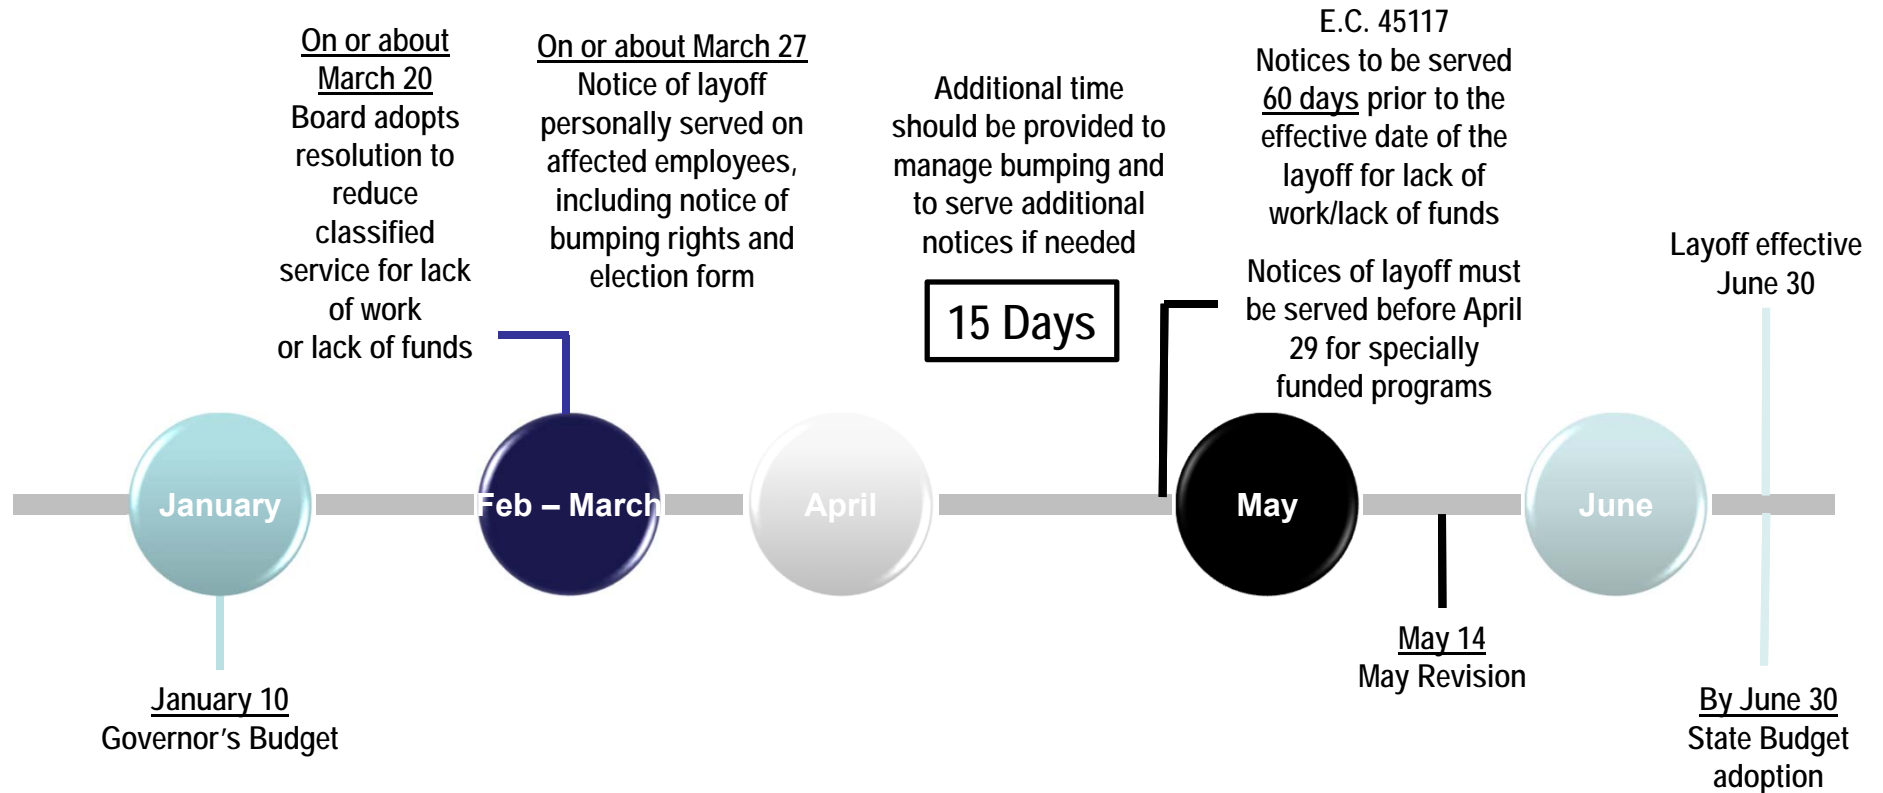 On or about
March 20
Board adopts
resolution to
reduce
classified
service for lack
of work
or lack of funds
On or about March 27
Notice of layoff
personally served on
affected employees,
including notice of
bumping rights and
election form
Additional time
should be provided to
manage bumping and
to serve additional
notices if needed
15 Days
E.C. 45117
Notices to be served
60 days prior to the
effective date of the
layoff for lack of
work/lack of funds
Notices of layoff must
be served before April
29 for specially
funded programs
Layoff effective
June 30
January
Feb – March
April
May
June
January 10
Governor's Budget
May 14
May Revision
By June 30
State Budget
adoption